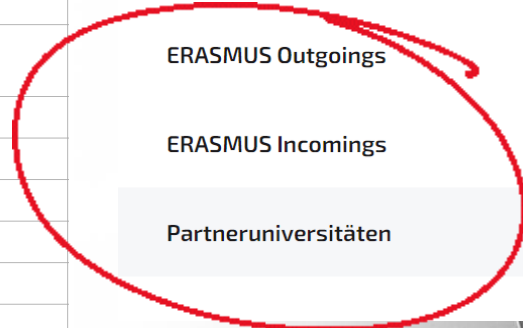 ERASMUS Outgoings
ERASMUS Incomings
Partneruniversitäten